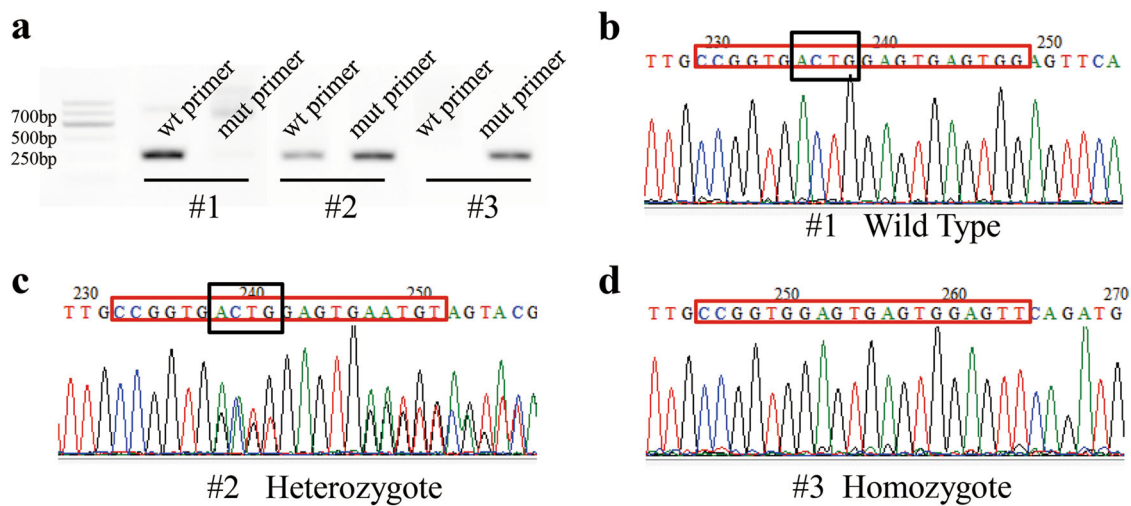 a
wt primer mut primer wt primer mut primer wt primer mut primer
700bp
500bp
250bp
#1 #2 #3
b
230 240 250
TTGCCGGTGACTGGAGTGAGTGGAGTTCA
#1 Wild Type
c
230 240 250
TTGCCGGTGACTGGAGTGAATGTAGTACG
#2 Heterozygote
d
250 260 270
TTGCCGGTGGAGTGAGTGGAGTTCAGATG
#3 Homozygote